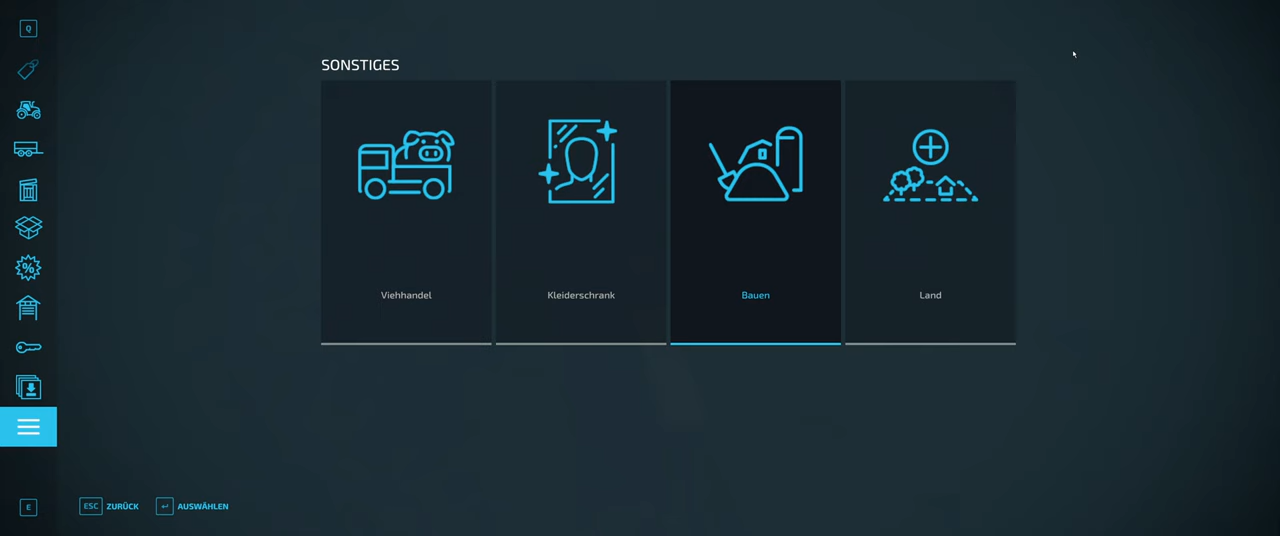 Q
SONSTIGES
%
Viehhandel
Kleiderschrank
Bauen
Land
E
ESC ZURÜCK
↵ AUSWÄHLEN